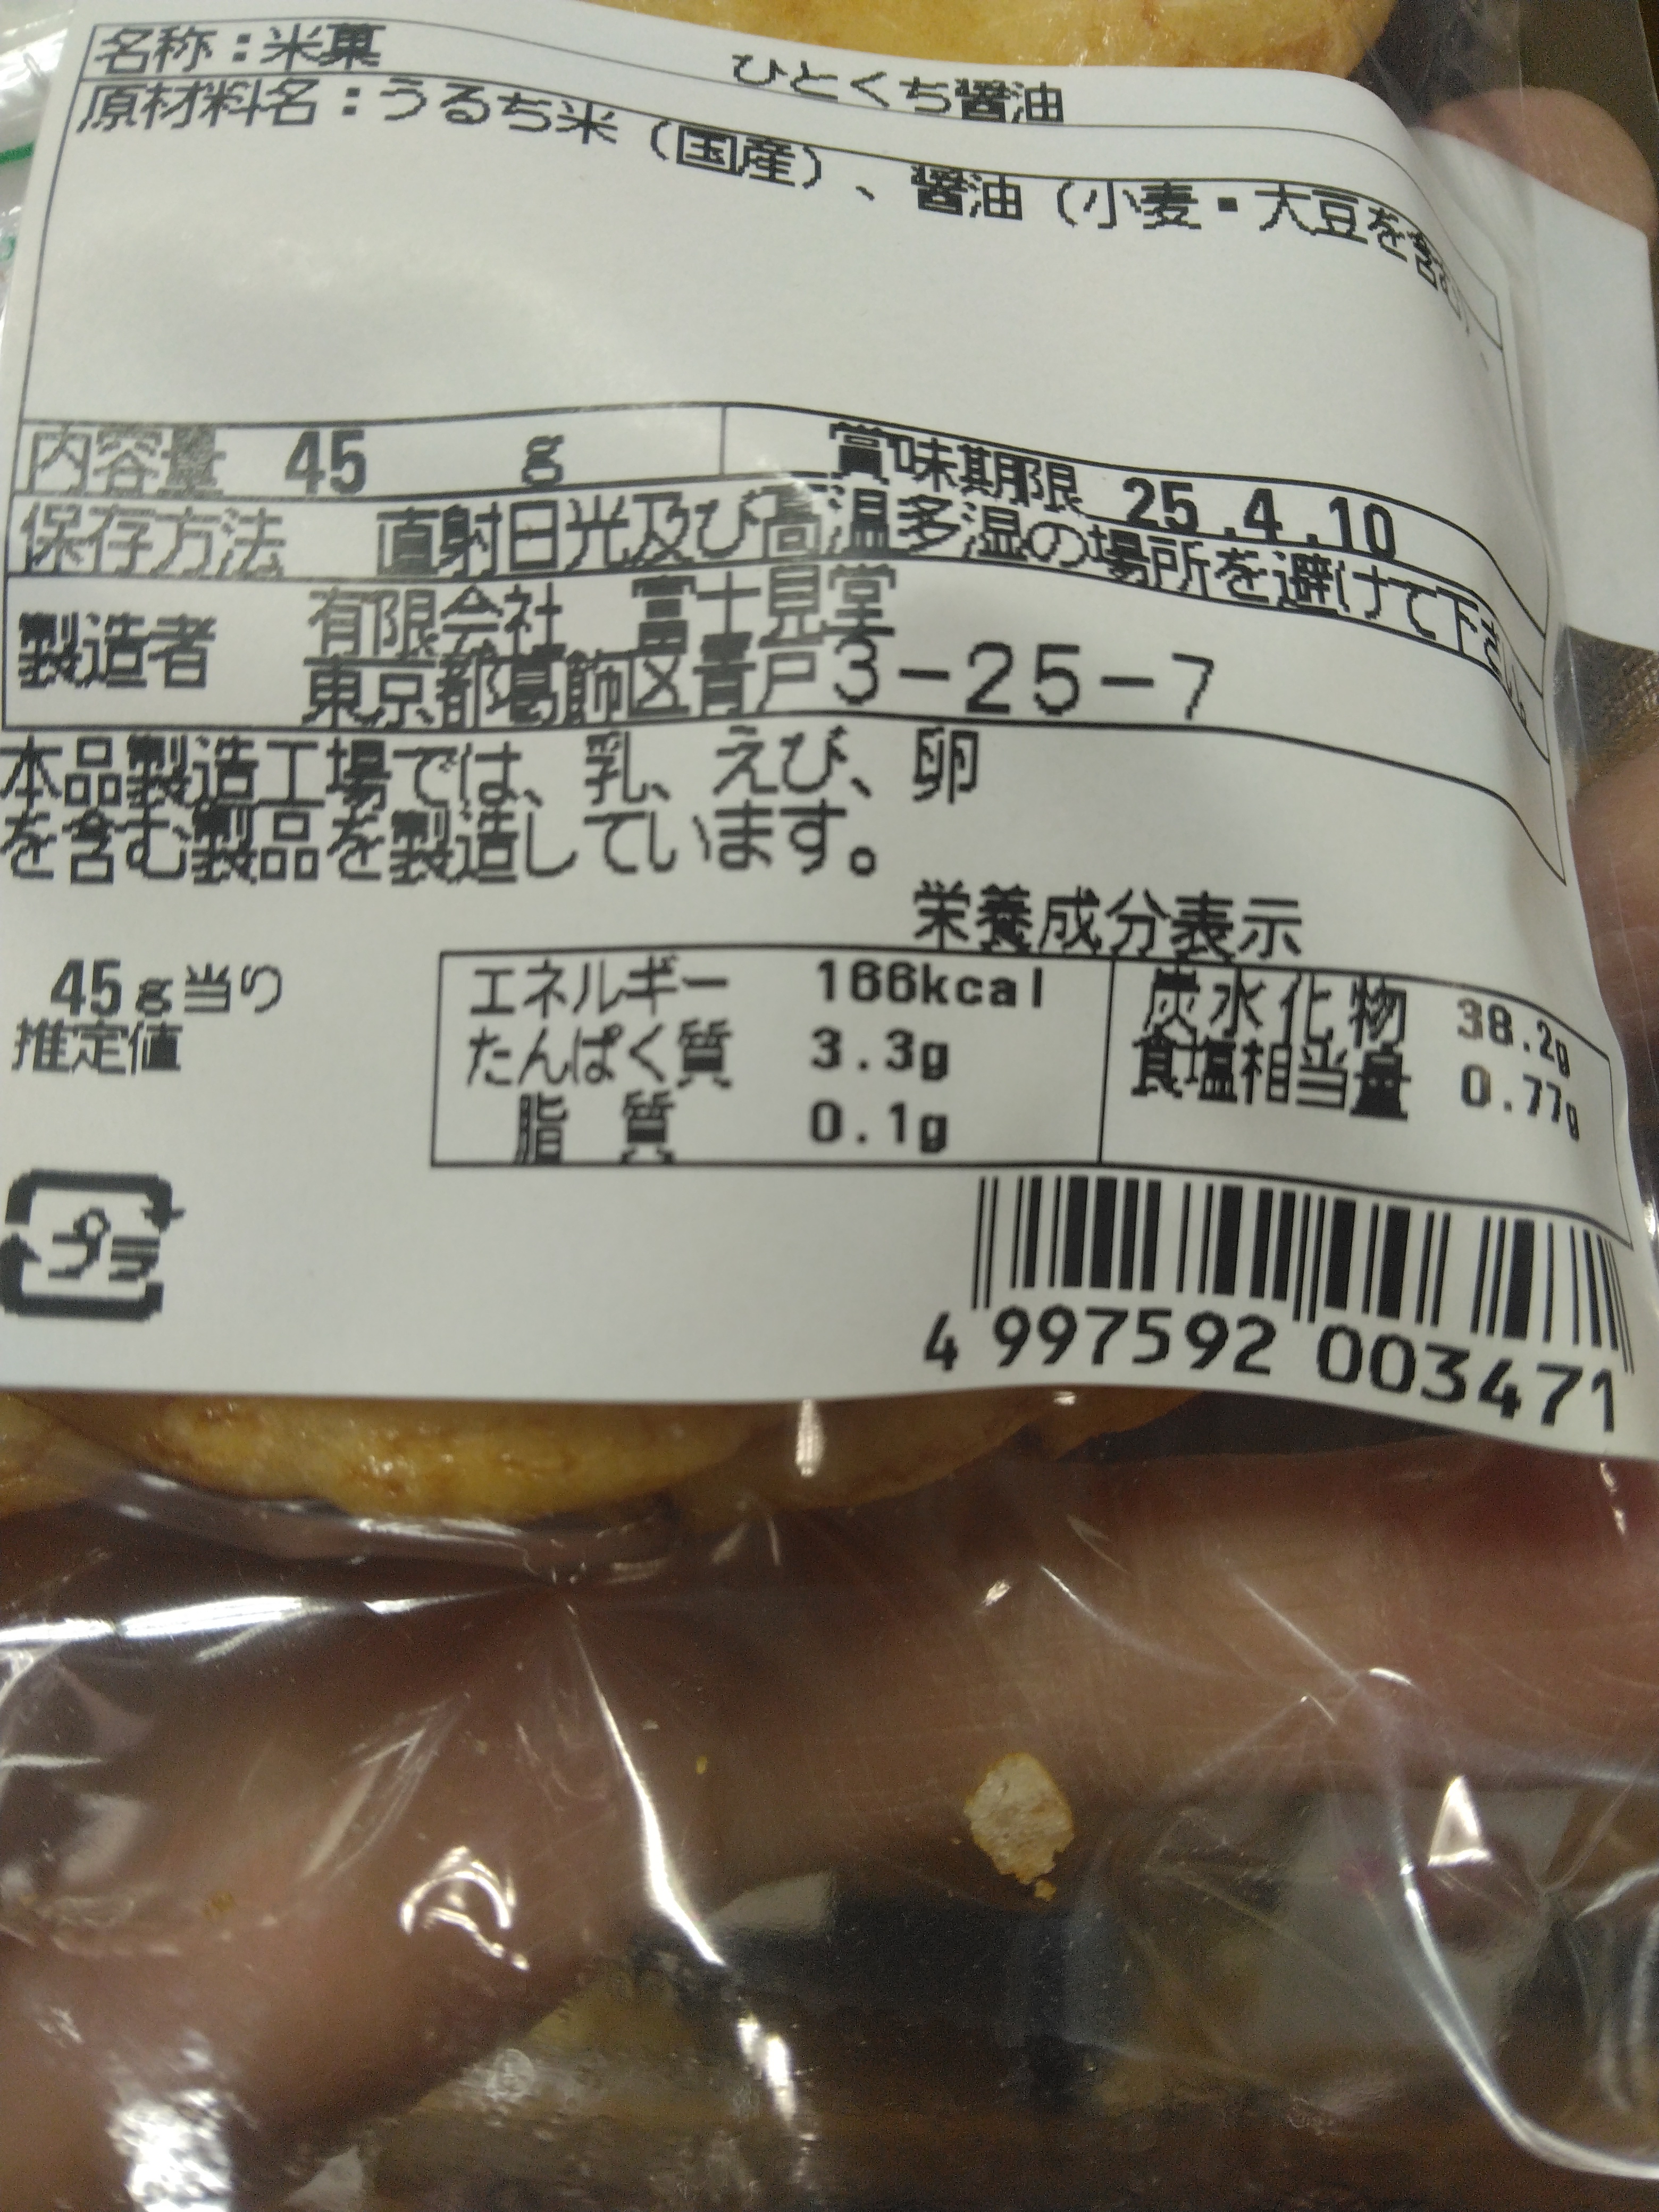 名称：米菓
ひとくち醤油
原材料名：うるち米（国産）、醤油（小麦・大豆を含む）、
内容量 45 g 賞味期限 25.4.10
保存方法 直射日光及び高温多湿の場所を避けて下さい。
製造者 有限会社 富士見堂
東京都葛飾区青戸3-25-7
本品製造工場では、乳、えび、卵
を含む製品を製造しています。
栄養成分表示
45g当り
推定値
エネルギー 166kcal 炭水化物 38.2g
たんぱく質 3.3g 食塩相当量 0.77g
脂質 0.1g
プラ
4 997592 003471